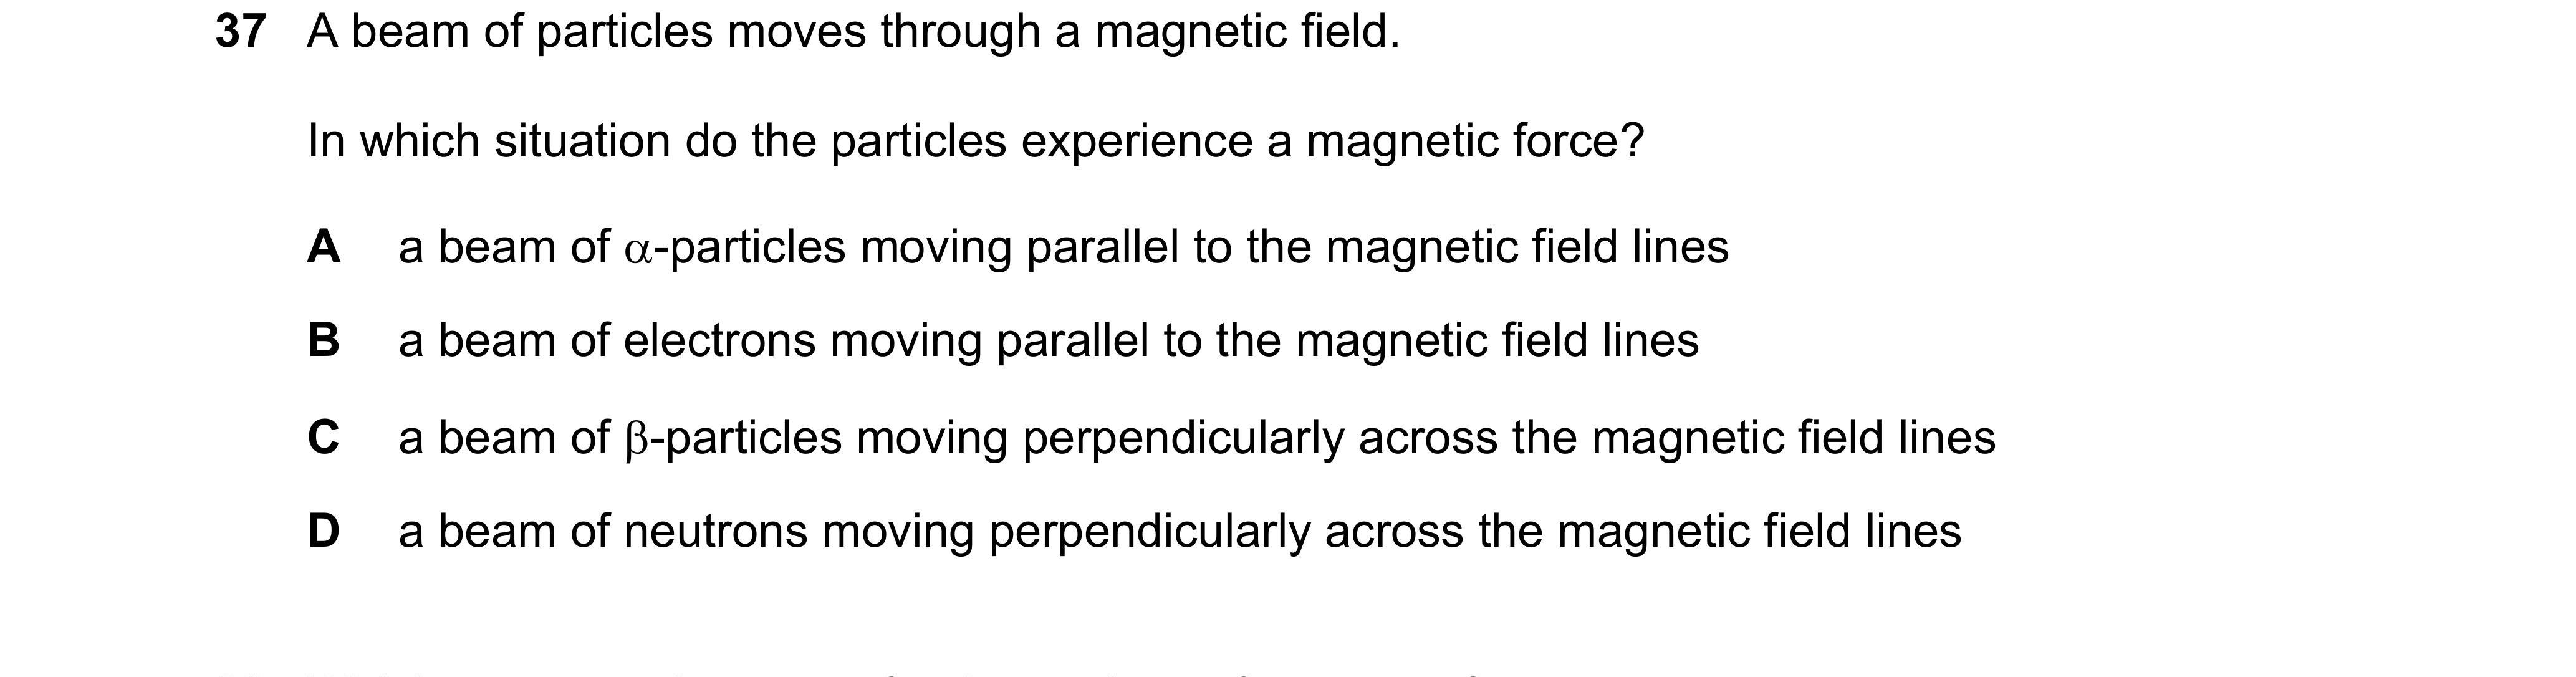 37 A beam of particles moves through a magnetic field.
In which situation do the particles experience a magnetic force?
A a beam of α-particles moving parallel to the magnetic field lines
B a beam of electrons moving parallel to the magnetic field lines
C a beam of β-particles moving perpendicularly across the magnetic field lines
D a beam of neutrons moving perpendicularly across the magnetic field lines